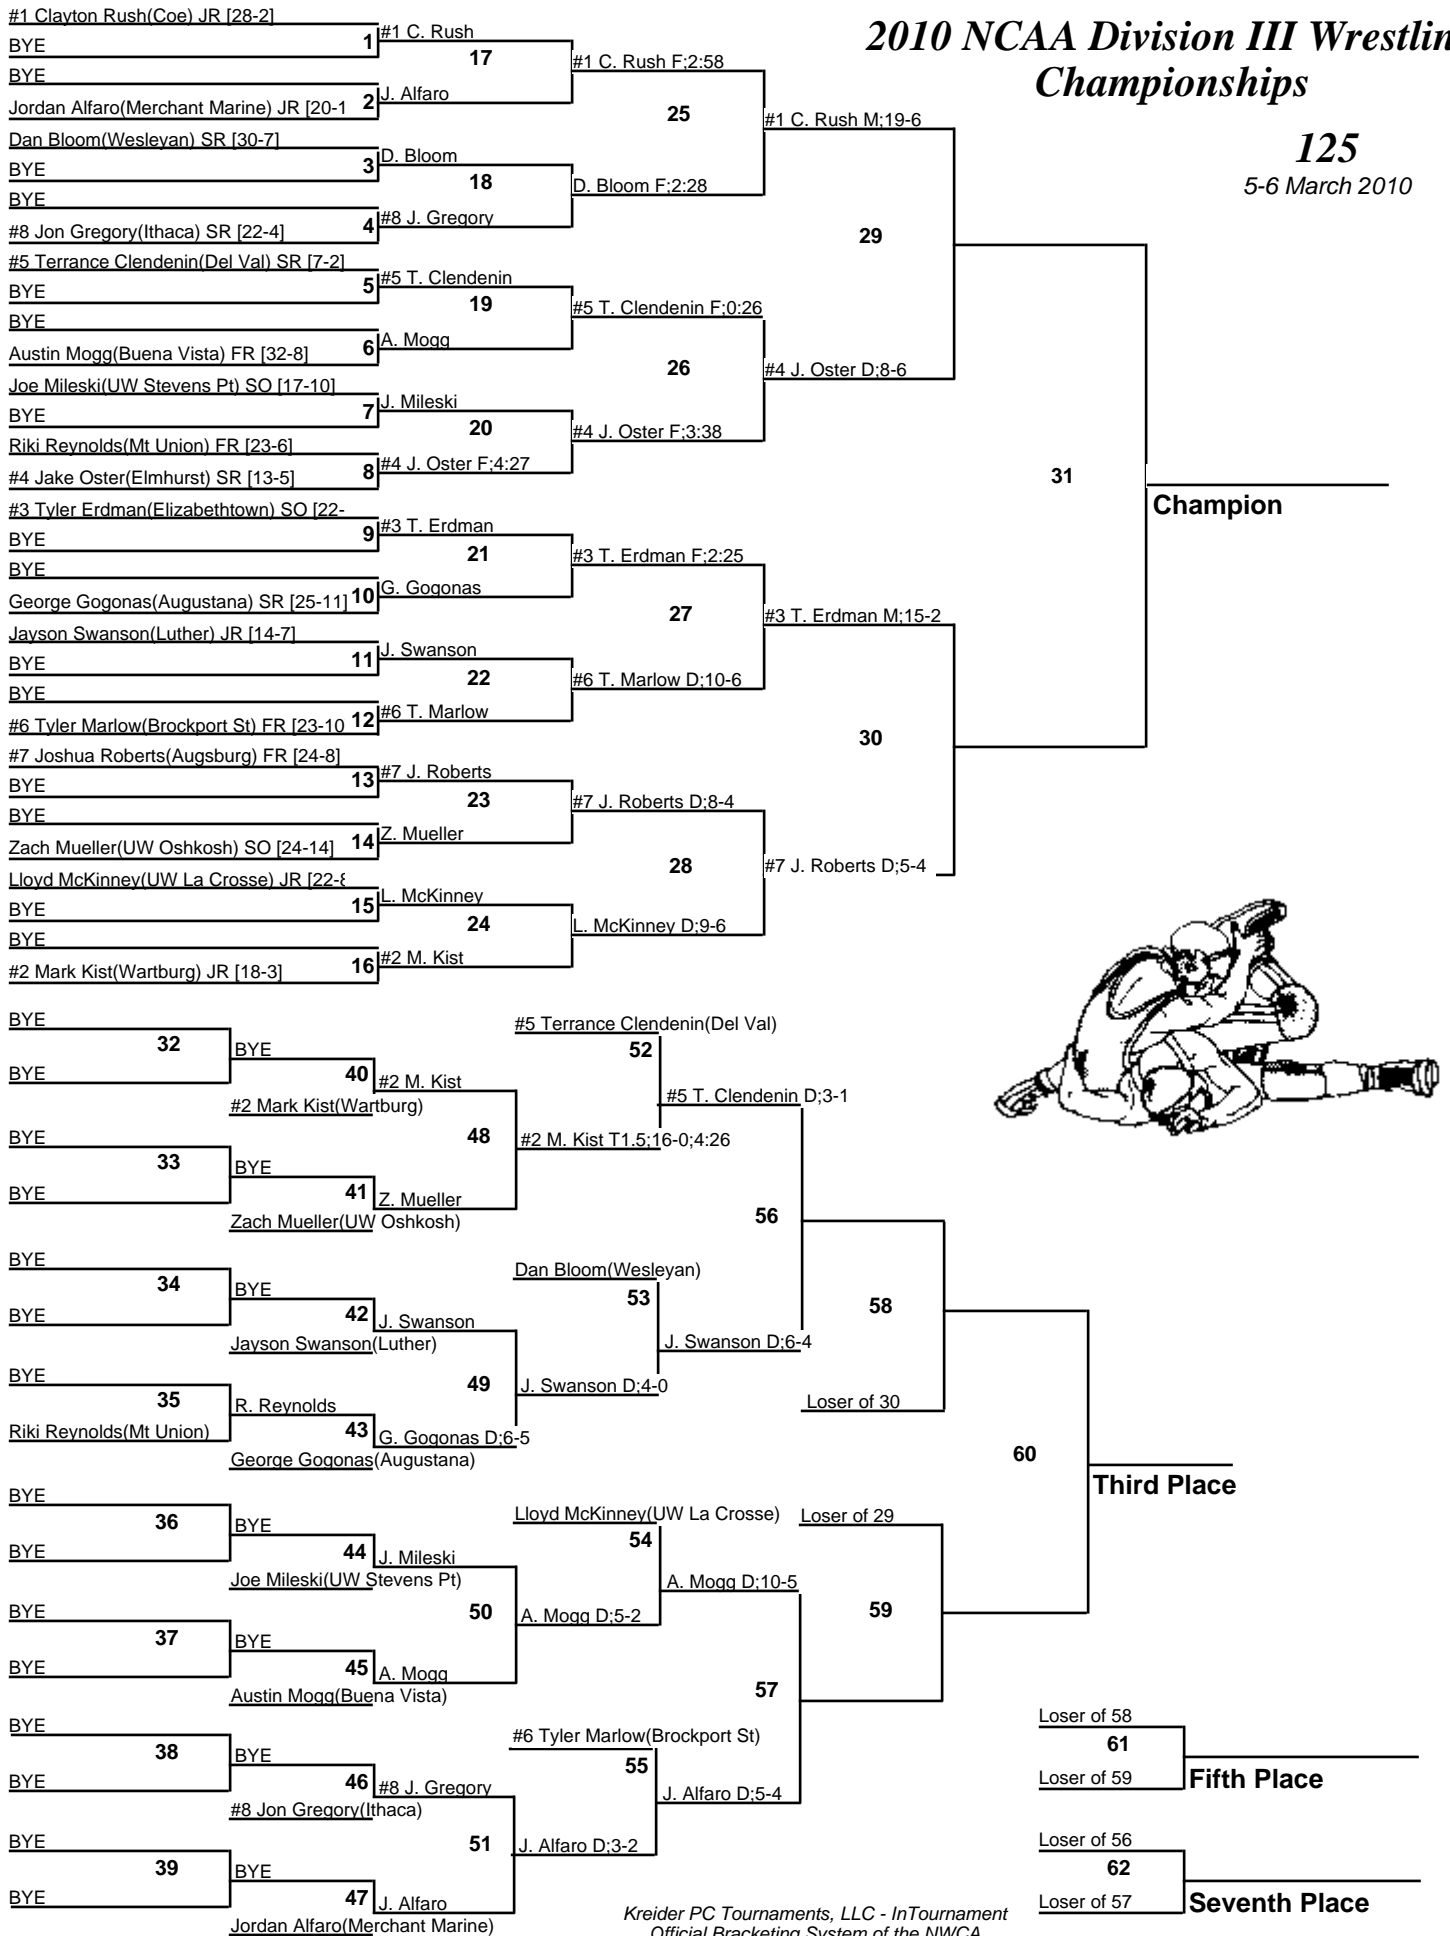 2010 NCAA Division III Wrestlin
Championships
125
5-6 March 2010
#1 Clayton Rush(Coe) JR [28-2]
BYE
1
BYE
Jordan Alfaro(Merchant Marine) JR [20-1
2
Dan Bloom(Wesleyan) SR [30-7]
BYE
3
BYE
#8 Jon Gregory(Ithaca) SR [22-4]
4
#5 Terrance Clendenin(Del Val) SR [7-2]
BYE
5
BYE
Austin Mogg(Buena Vista) FR [32-8]
6
Joe Mileski(UW Stevens Pt) SO [17-10]
BYE
7
Riki Reynolds(Mt Union) FR [23-6]
#4 Jake Oster(Elmhurst) SR [13-5]
8
#3 Tyler Erdman(Elizabethtown) SO [22-
BYE
9
BYE
George Gogonas(Augustana) SR [25-11]
10
Jayson Swanson(Luther) JR [14-7]
BYE
11
BYE
#6 Tyler Marlow(Brockport St) FR [23-10
12
#7 Joshua Roberts(Augsburg) FR [24-8]
BYE
13
BYE
Zach Mueller(UW Oshkosh) SO [24-14]
14
Lloyd McKinney(UW La Crosse) JR [22-8
BYE
15
BYE
#2 Mark Kist(Wartburg) JR [18-3]
16
#1 C. Rush
17
J. Alfaro
D. Bloom
18
#8 J. Gregory
#5 T. Clendenin
19
A. Mogg
J. Mileski
20
#4 J. Oster F;4:27
#3 T. Erdman
21
G. Gogonas
J. Swanson
22
#6 T. Marlow
#7 J. Roberts
23
Z. Mueller
L. McKinney
24
#2 M. Kist
#1 C. Rush F;2:58
25
D. Bloom F;2:28
#5 T. Clendenin F;0:26
26
#4 J. Oster F;3:38
#3 T. Erdman F;2:25
27
#6 T. Marlow D;10-6
#7 J. Roberts D;8-4
28
L. McKinney D;9-6
#1 C. Rush M;19-6
29
#4 J. Oster D;8-6
#3 T. Erdman M;15-2
30
#7 J. Roberts D;5-4
31
Champion
BYE
32
BYE
BYE
33
BYE
BYE
34
BYE
BYE
35
Riki Reynolds(Mt Union)
BYE
36
BYE
BYE
37
BYE
BYE
38
BYE
BYE
39
BYE
BYE
40
#2 Mark Kist(Wartburg)
BYE
41
Zach Mueller(UW Oshkosh)
BYE
42
Jayson Swanson(Luther)
R. Reynolds
43
George Gogonas(Augustana)
BYE
44
Joe Mileski(UW Stevens Pt)
BYE
45
Austin Mogg(Buena Vista)
BYE
46
#8 Jon Gregory(Ithaca)
BYE
47
Jordan Alfaro(Merchant Marine)
#2 M. Kist
48
Z. Mueller
J. Swanson
49
G. Gogonas D;6-5
J. Mileski
50
A. Mogg
#8 J. Gregory
51
J. Alfaro
#5 Terrance Clendenin(Del Val)
52
#2 M. Kist T1.5;16-0;4:26
Dan Bloom(Wesleyan)
53
J. Swanson D;4-0
Lloyd McKinney(UW La Crosse)
54
A. Mogg D;5-2
#6 Tyler Marlow(Brockport St)
55
J. Alfaro D;3-2
#5 T. Clendenin D;3-1
56
J. Swanson D;6-4
A. Mogg D;10-5
57
J. Alfaro D;5-4
58
Loser of 30
Loser of 29
59
60
Third Place
Loser of 58
61
Loser of 59
Fifth Place
Loser of 56
62
Loser of 57
Seventh Place
Kreider PC Tournaments, LLC - InTournament
Official Bracketing System of the NWCA